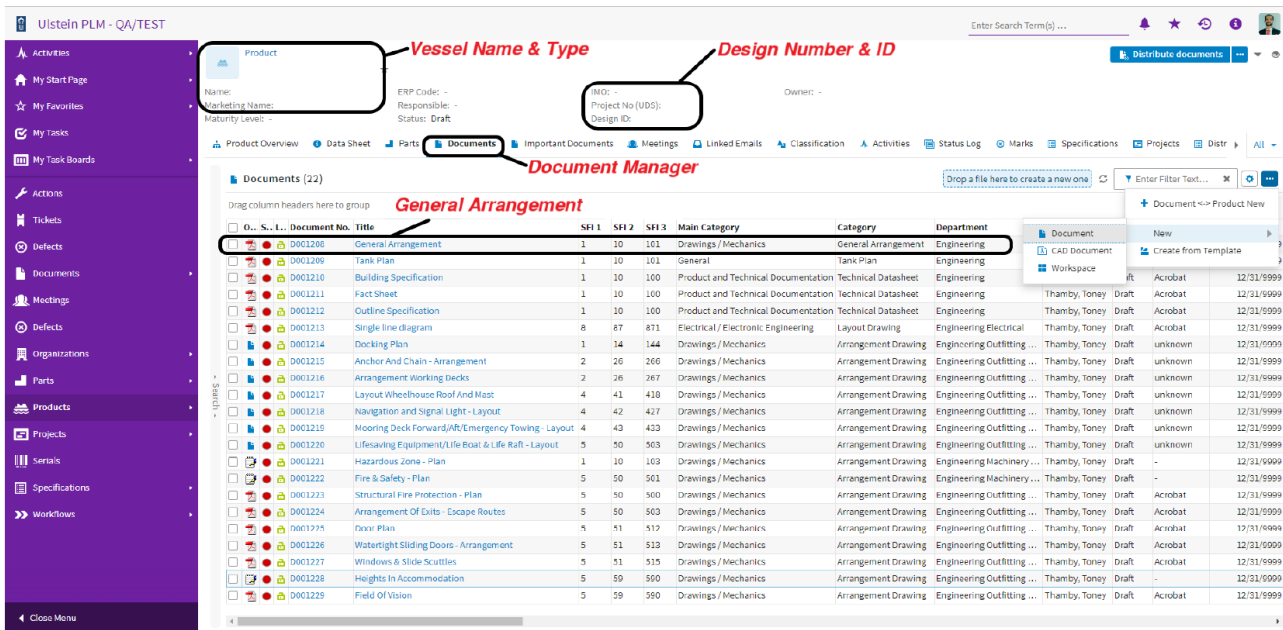 Ulstein PLM - QA/TEST
Enter Search Term(s) ...
Activities
My Start Page
My Favorites
My Tasks
My Task Boards
Actions
Tickets
Defects
Documents
Meetings
Defects
Organizations
Parts
Products
Projects
Serials
Specifications
Workflows
Close Menu
Product
Vessel Name & Type
Design Number & ID
Distribute documents
Name: ERP Code: - IMO: - Owner: -
Marketing Name: Responsible: - Project No (UDS):
Maturity Level: - Status: Draft Design ID:
Product Overview Data Sheet Parts Documents Important Documents Meetings Linked Emails Classification Activities Status Log Marks Specifications Projects Distr All
Document Manager
Documents (22) Drop a file here to create a new one Enter Filter Text...
Drag column headers here to group
General Arrangement
Document <-> Product New
New
Create from Template
Document
CAD Document
Workspace
O.. S.. L.. Document No. Title SFI 1 SFI 2 SFI 3 Main Category Category Department
D001208 General Arrangement 1 10 101 Drawings / Mechanics General Arrangement Engineering
D001209 Tank Plan 1 10 101 General Tank Plan Engineering
D001210 Building Specification 1 10 100 Product and Technical Documentation Technical Datasheet Engineering Draft Acrobat 12/31/9999
D001211 Fact Sheet 1 10 100 Product and Technical Documentation Technical Datasheet Engineering Thamby, Toney Draft Acrobat 12/31/9999
D001212 Outline Specification 1 10 100 Product and Technical Documentation Technical Datasheet Engineering Thamby, Toney Draft Acrobat 12/31/9999
D001213 Single line diagram 8 87 871 Electrical / Electronic Engineering Layout Drawing Engineering Electrical Thamby, Toney Draft Acrobat 12/31/9999
D001214 Docking Plan 1 14 144 Drawings / Mechanics Arrangement Drawing Engineering Outfitting ... Thamby, Toney Draft unknown 12/31/9999
D001215 Anchor And Chain - Arrangement 2 26 266 Drawings / Mechanics Arrangement Drawing Engineering Outfitting ... Thamby, Toney Draft unknown 12/31/9999
D001216 Arrangement Working Decks 2 26 267 Drawings / Mechanics Arrangement Drawing Engineering Outfitting ... Thamby, Toney Draft unknown 12/31/9999
D001217 Layout Wheelhouse Roof And Mast 4 41 418 Drawings / Mechanics Arrangement Drawing Engineering Outfitting ... Thamby, Toney Draft unknown 12/31/9999
D001218 Navigation and Signal Light - Layout 4 42 427 Drawings / Mechanics Arrangement Drawing Engineering Outfitting ... Thamby, Toney Draft unknown 12/31/9999
D001219 Mooring Deck Forward/Aft/Emergency Towing - Layout 4 43 433 Drawings / Mechanics Arrangement Drawing Engineering Outfitting ... Thamby, Toney Draft unknown 12/31/9999
D001220 Lifesaving Equipment/Life Boat & Life Raft - Layout 5 50 503 Drawings / Mechanics Arrangement Drawing Engineering Outfitting ... Thamby, Toney Draft unknown 12/31/9999
D001221 Hazardous Zone - Plan 1 10 103 Drawings / Mechanics Arrangement Drawing Engineering Machinery ... Thamby, Toney Draft - 12/31/9999
D001222 Fire & Safety - Plan 5 50 501 Drawings / Mechanics Arrangement Drawing Engineering Machinery ... Thamby, Toney Draft - 12/31/9999
D001223 Structural Fire Protection - Plan 5 50 500 Drawings / Mechanics Arrangement Drawing Engineering Outfitting ... Thamby, Toney Draft Acrobat 12/31/9999
D001224 Arrangement Of Exits - Escape Routes 5 50 503 Drawings / Mechanics Arrangement Drawing Engineering Outfitting ... Thamby, Toney Draft Acrobat 12/31/9999
D001225 Door Plan 5 51 512 Drawings / Mechanics Arrangement Drawing Engineering Outfitting ... Thamby, Toney Draft Acrobat 12/31/9999
D001226 Watertight Sliding Doors - Arrangement 5 51 513 Drawings / Mechanics Arrangement Drawing Engineering Outfitting ... Thamby, Toney Draft Acrobat 12/31/9999
D001227 Windows & Slide Scuttles 5 51 515 Drawings / Mechanics Arrangement Drawing Engineering Outfitting ... Thamby, Toney Draft Acrobat 12/31/9999
D001228 Heights In Accommodation 5 59 590 Drawings / Mechanics Arrangement Drawing Engineering Outfitting ... Thamby, Toney Draft - 12/31/9999
D001229 Field Of Vision 5 59 590 Drawings / Mechanics Arrangement Drawing Engineering Outfitting ... Thamby, Toney Draft Acrobat 12/31/9999
Search